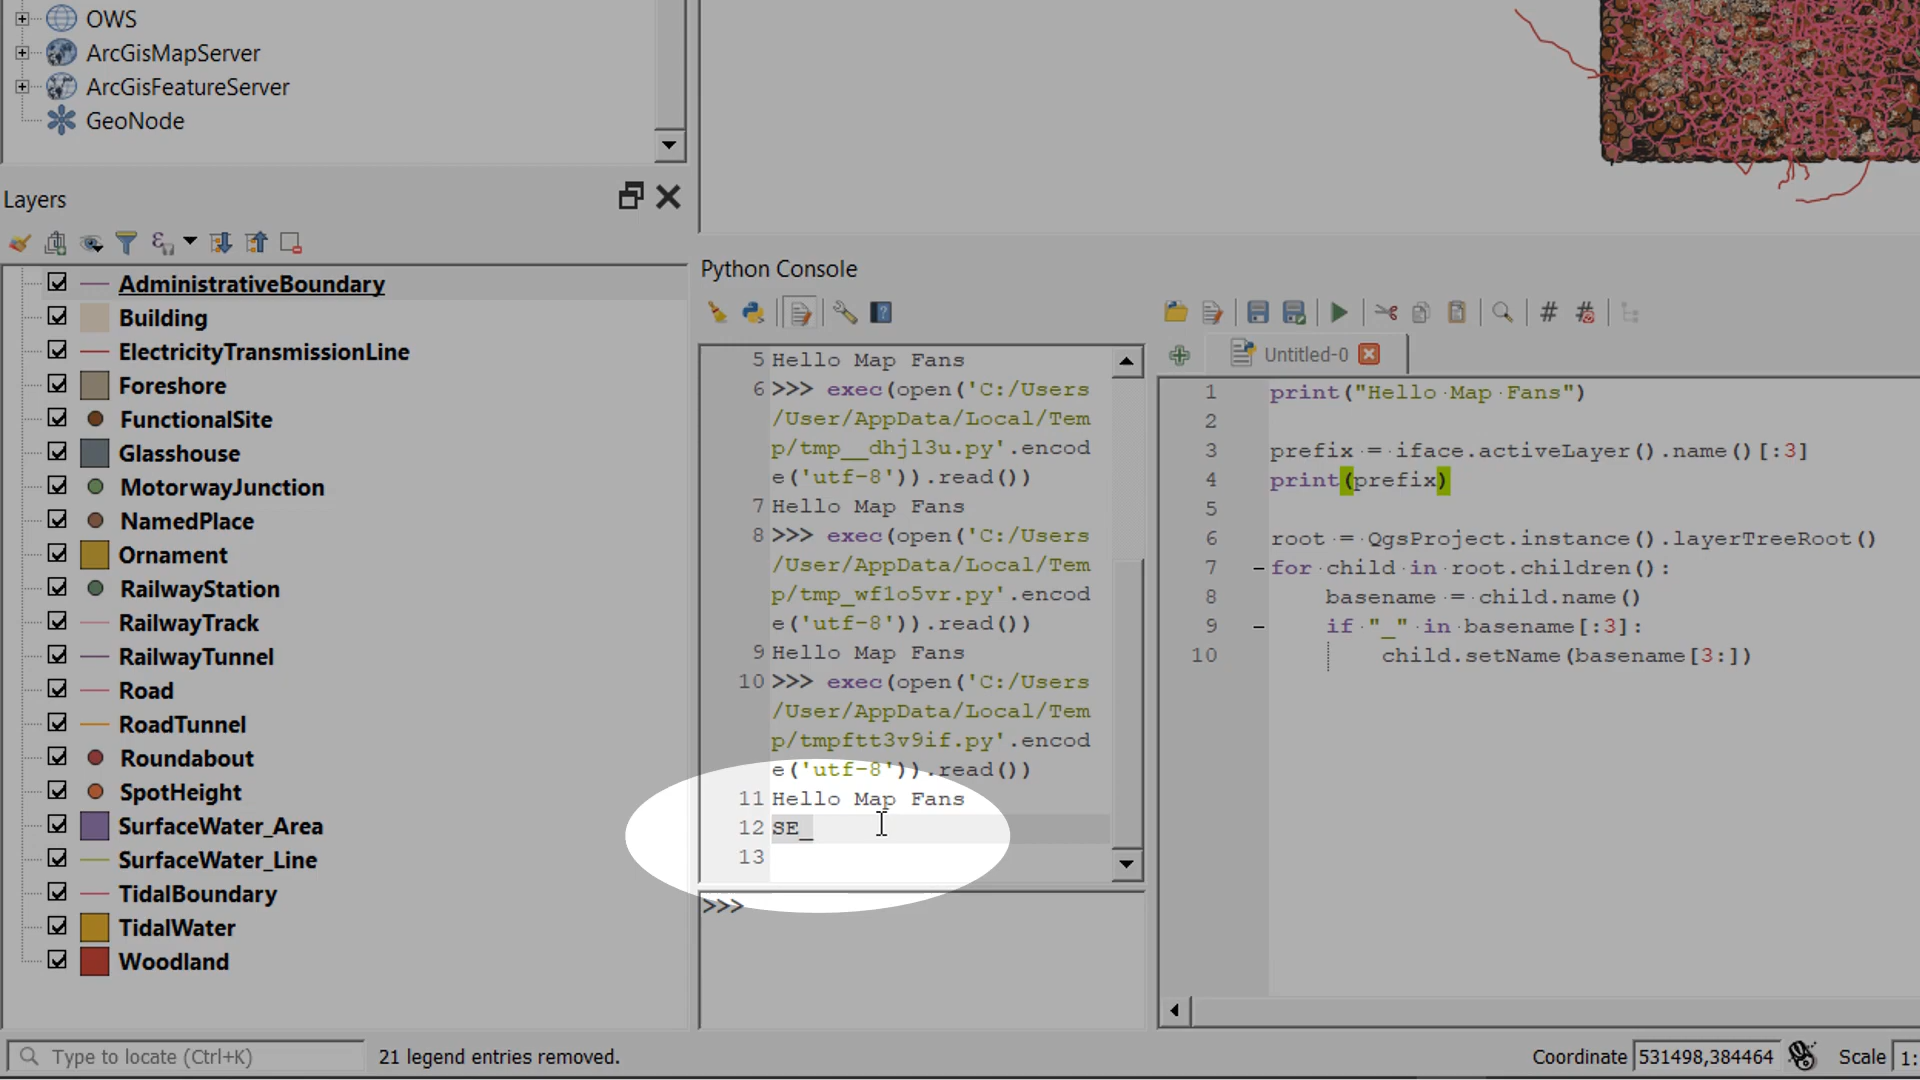 OWS
ArcGisMapServer
ArcGisFeatureServer
GeoNode
Layers
AdministrativeBoundary
Building
ElectricityTransmissionLine
Foreshore
FunctionalSite
Glasshouse
MotorwayJunction
NamedPlace
Ornament
RailwayStation
RailwayTrack
RailwayTunnel
Road
RoadTunnel
Roundabout
SpotHeight
SurfaceWater_Area
SurfaceWater_Line
TidalBoundary
TidalWater
Woodland
Python Console
5 Hello Map Fans
6 >>> exec(open('C:/Users
/User/AppData/Local/Tem
p/tmp__dhjl3u.py'.encod
e('utf-8')).read())
7 Hello Map Fans
8 >>> exec(open('C:/Users
/User/AppData/Local/Tem
p/tmp_wf1o5vr.py'.encod
e('utf-8')).read())
9 Hello Map Fans
10 >>> exec(open('C:/Users
/User/AppData/Local/Tem
p/tmpftt3v9if.py'.encod
e('utf-8')).read())
11 Hello Map Fans
12 SE_
13
>>>
Untitled-0
1 print("Hello Map Fans")
2
3 prefix = iface.activeLayer().name()[:3]
4 print(prefix)
5
6 root = QgsProject.instance().layerTreeRoot()
7 for child in root.children():
8 basename = child.name()
9 if "_" in basename[:3]:
10 child.setName(basename[3:])
Type to locate (Ctrl+K)
21 legend entries removed.
Coordinate 531498,384464
Scale 1: